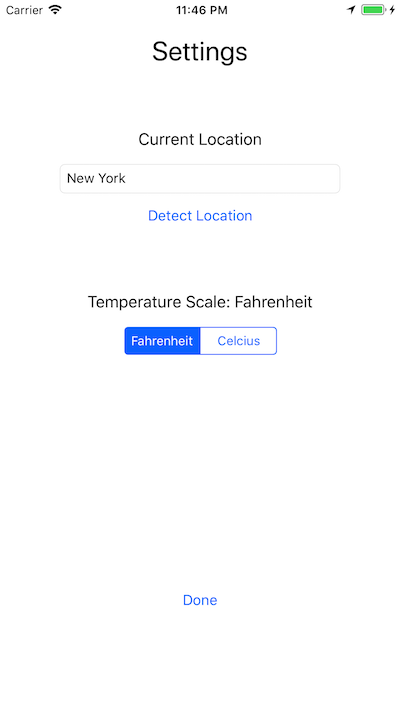 Carrier 11:46 PM
Settings
Current Location
New York
Detect Location
Temperature Scale: Fahrenheit
Fahrenheit Celcius
Done